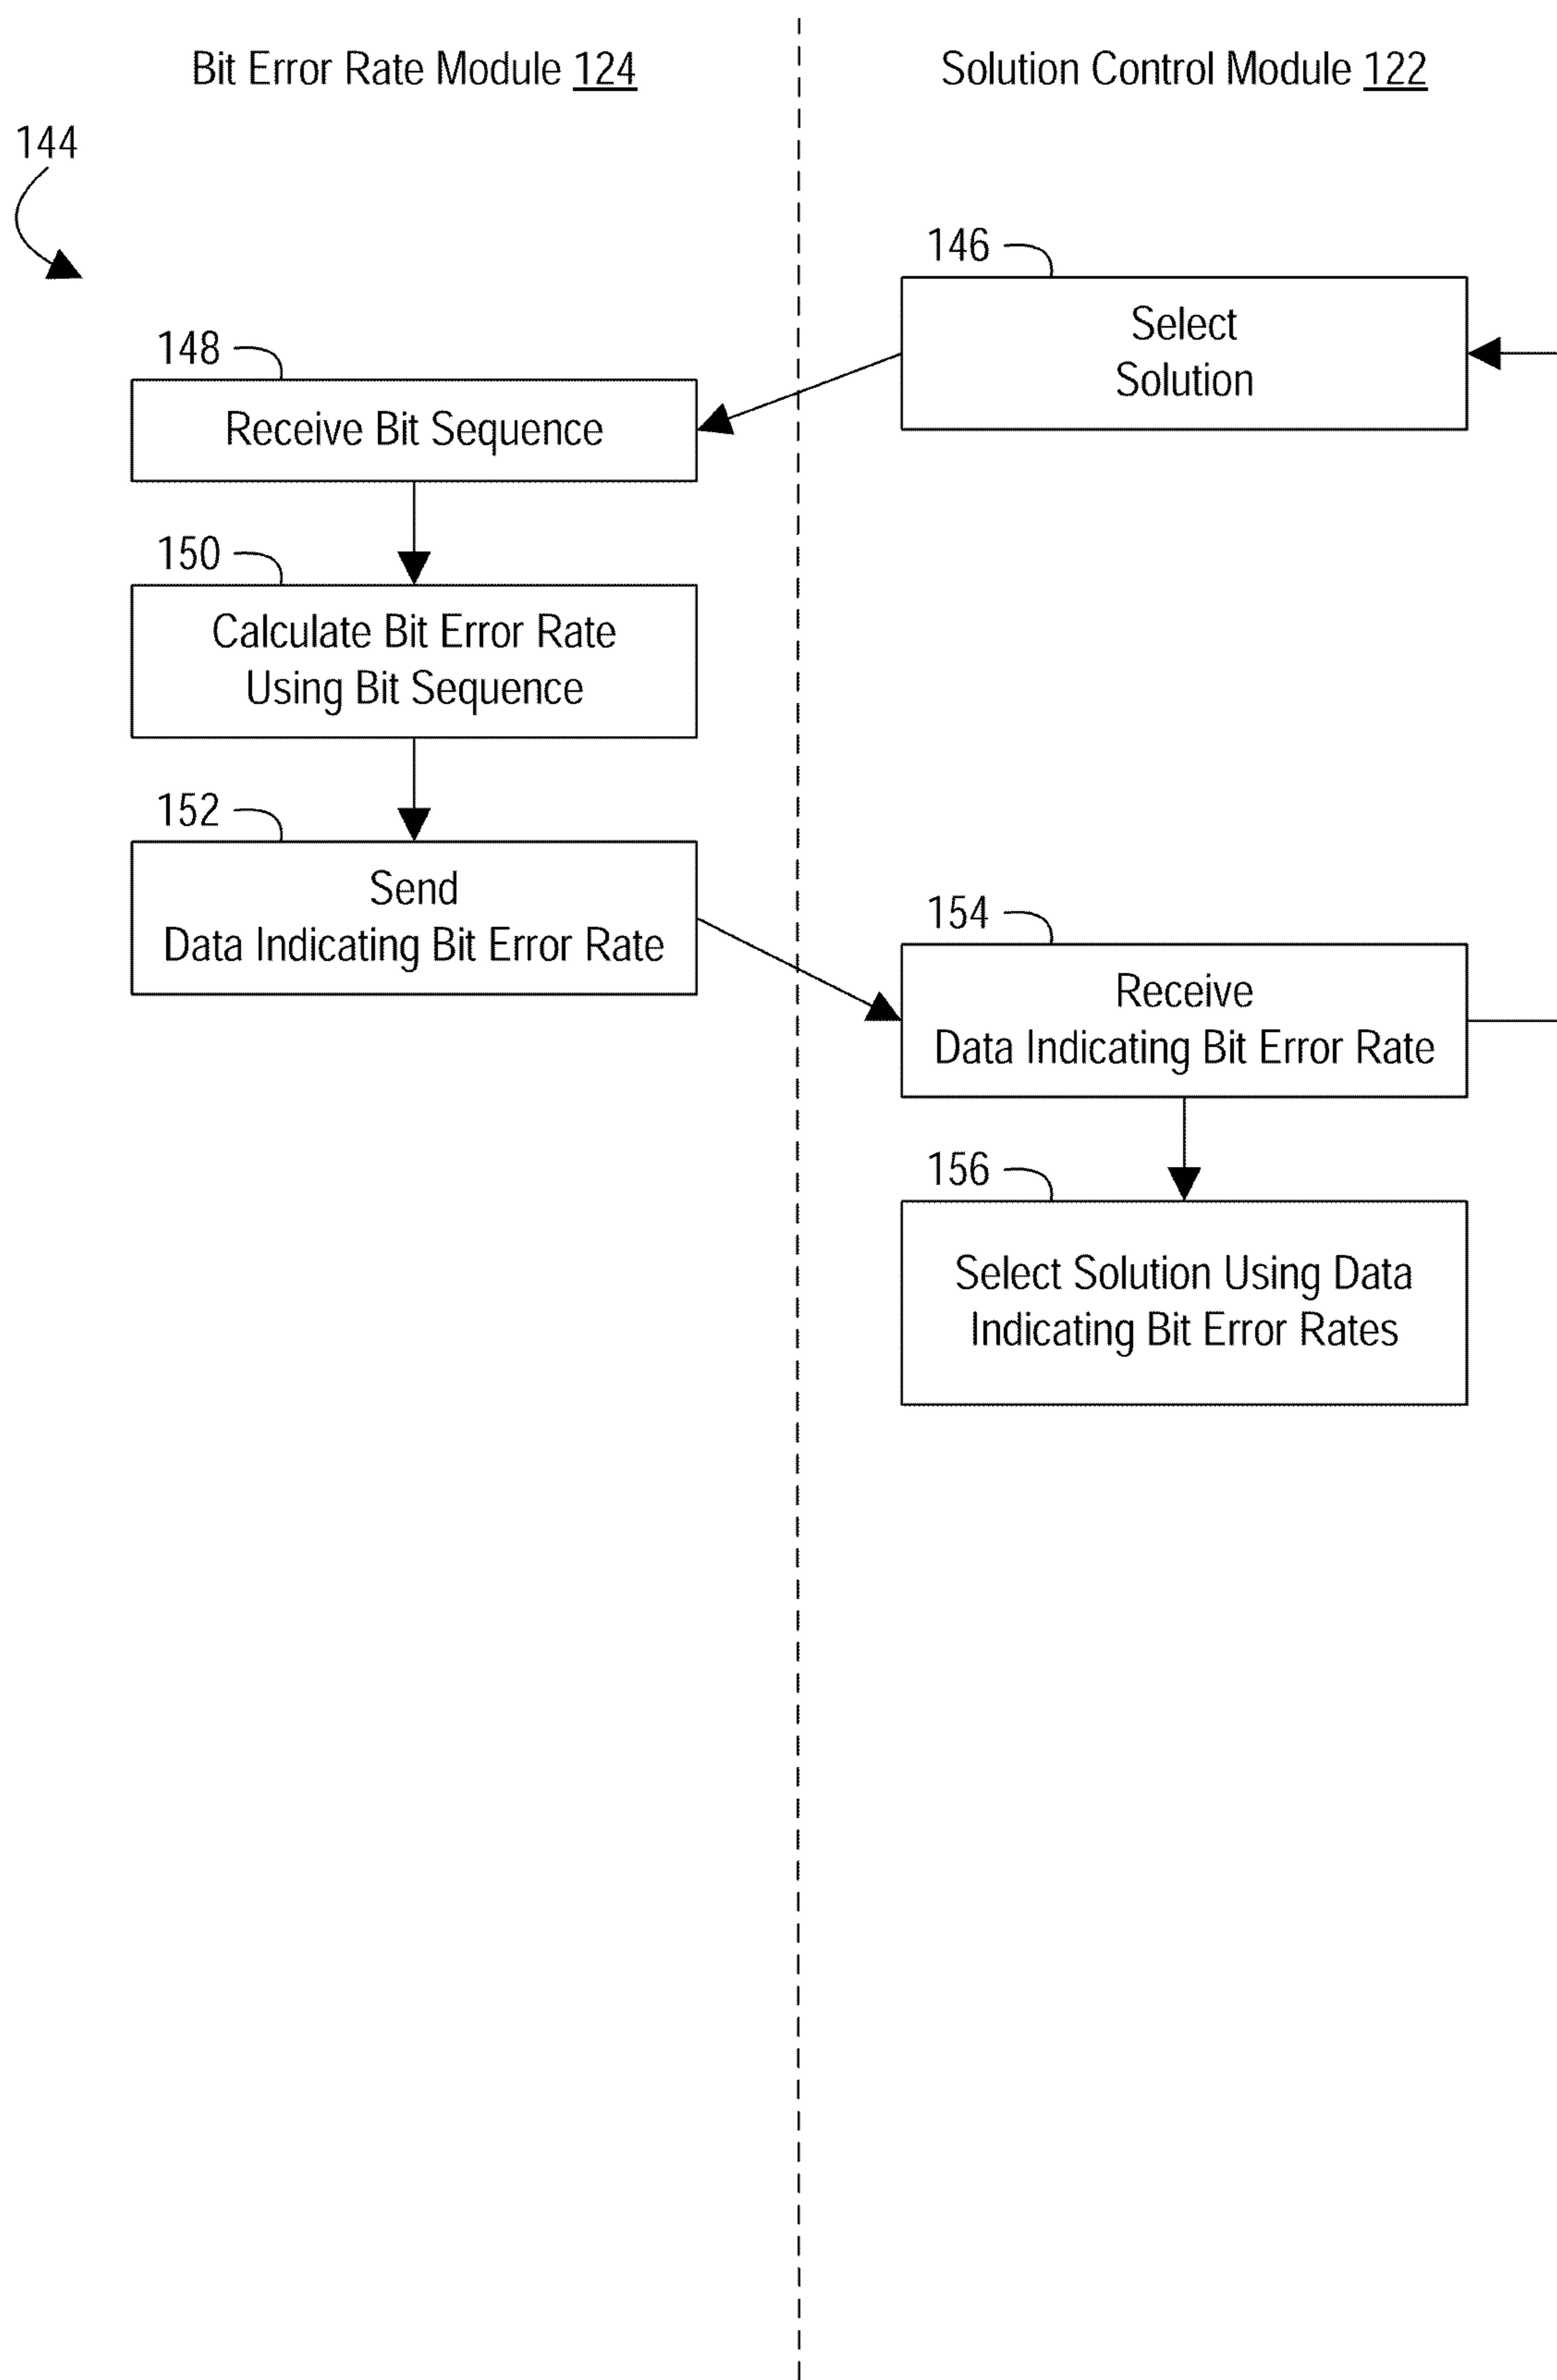 Bit Error Rate Module 124
Solution Control Module 122
144
146
Select
Solution
148
Receive Bit Sequence
150
Calculate Bit Error Rate
Using Bit Sequence
152
Send
Data Indicating Bit Error Rate
154
Receive
Data Indicating Bit Error Rate
156
Select Solution Using Data
Indicating Bit Error Rates